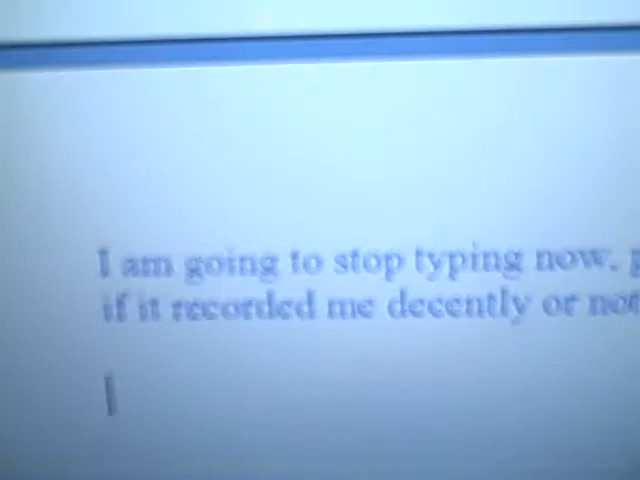 I am going to stop typing now,
if it recorded me decently or not